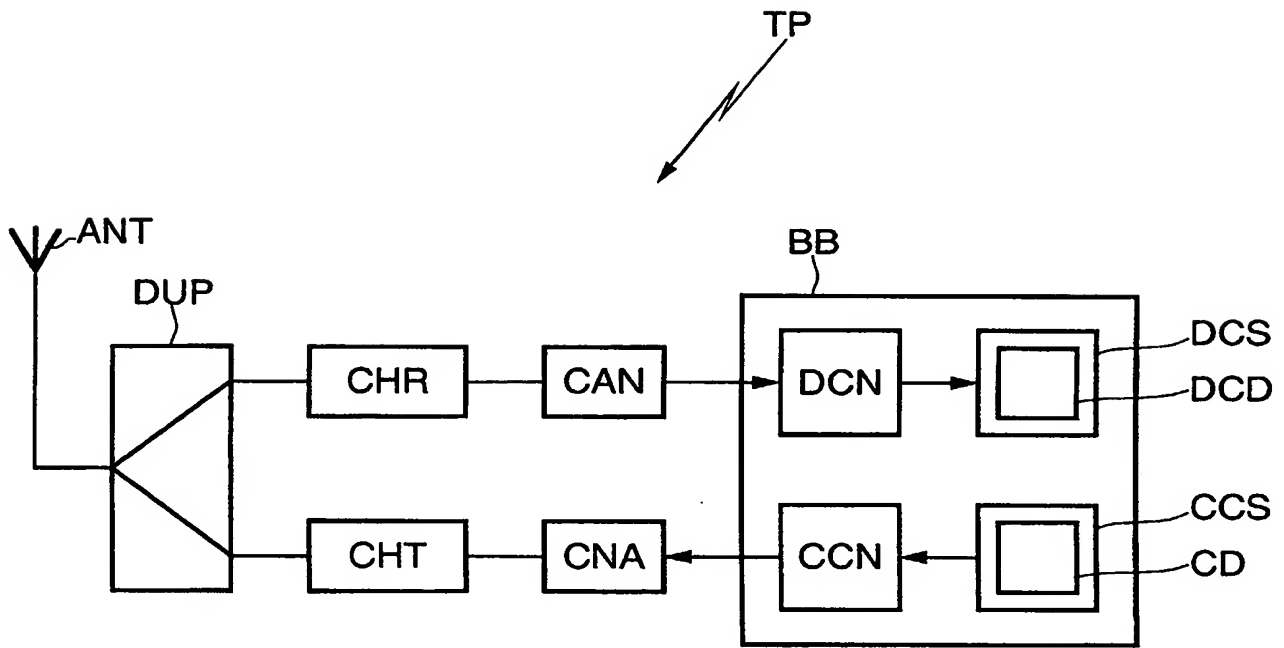 TP
ANT
DUP
BB
CHR
CAN
DCN
DCS
DCD
CHT
CNA
CCN
CCS
CD